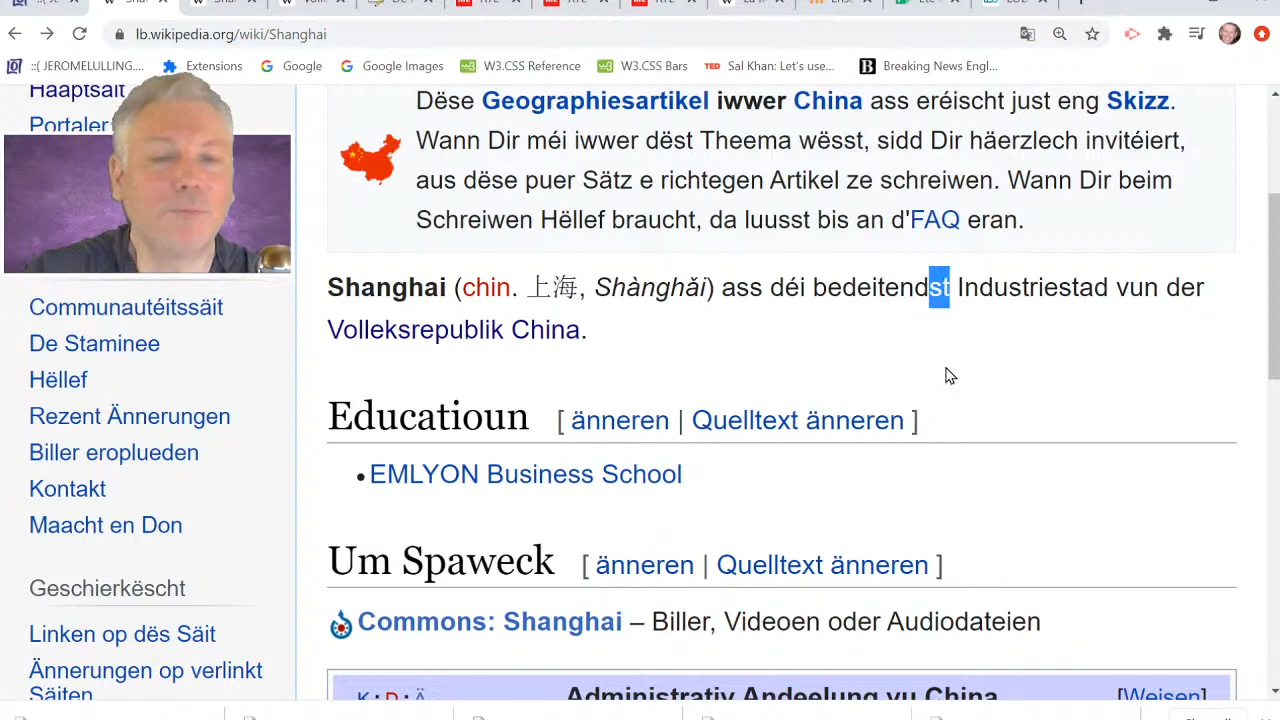 lb.wikipedia.org/wiki/Shanghai
::( JEROMELULLING.... Extensions Google Google Images W3.CSS Reference W3.CSS Bars TED Sal Khan: Let's use... B Breaking News Engl...
Haaptsäit
Portaler
Communautéitssäit
De Staminee
Hëllef
Rezent Ännerungen
Biller eroplueden
Kontakt
Maacht en Don
Geschierkëscht
Linken op dës Säit
Ännerungen op verlinkt
Säiten
Dëse Geographiesartikel iwwer China ass eréischt just eng Skizz.
Wann Dir méi iwwer dëst Theema wësst, sidd Dir häerzlech invitéiert,
aus dëse puer Sätz e richtegen Artikel ze schreiwen. Wann Dir beim
Schreiwen Hëllef braucht, da luusst bis an d'FAQ eran.
Shanghai (chin. 上海, Shànghǎi) ass déi bedeitendst Industriestad vun der
Volleksrepublik China.
Educatioun [ änneren | Quelltext änneren ]
EMLYON Business School
Um Spaweck [ änneren | Quelltext änneren ]
Commons: Shanghai – Biller, Videoen oder Audiodateien
K · D · Ä Administrativ Andeelung vu China [Weisen]